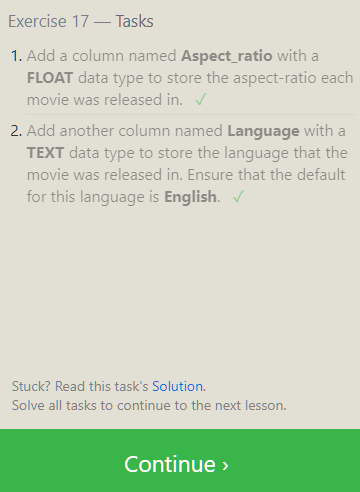 Exercise 17 — Tasks
1. Add a column named Aspect_ratio with a
FLOAT data type to store the aspect-ratio each
movie was released in. ✓
2. Add another column named Language with a
TEXT data type to store the language that the
movie was released in. Ensure that the default
for this language is English. ✓
Stuck? Read this task's Solution.
Solve all tasks to continue to the next lesson.
Continue ›